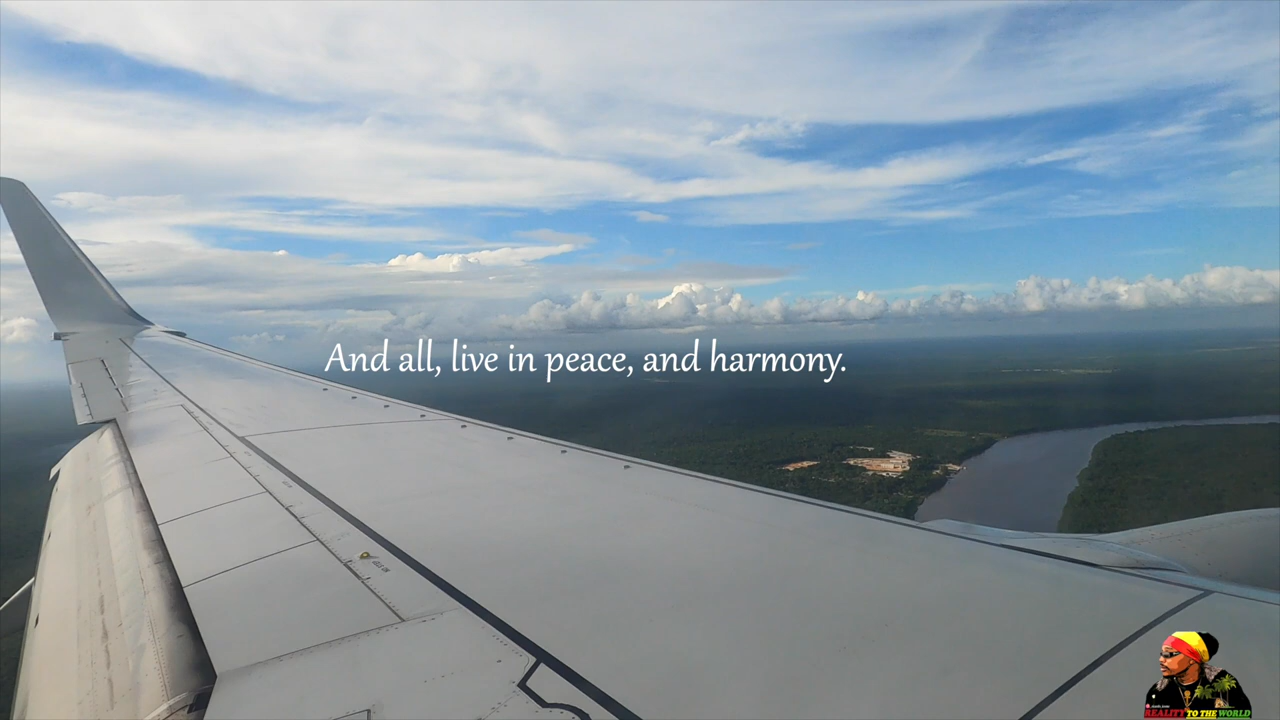 And all, live in peace, and harmony.
REALITY TO THE WORLD